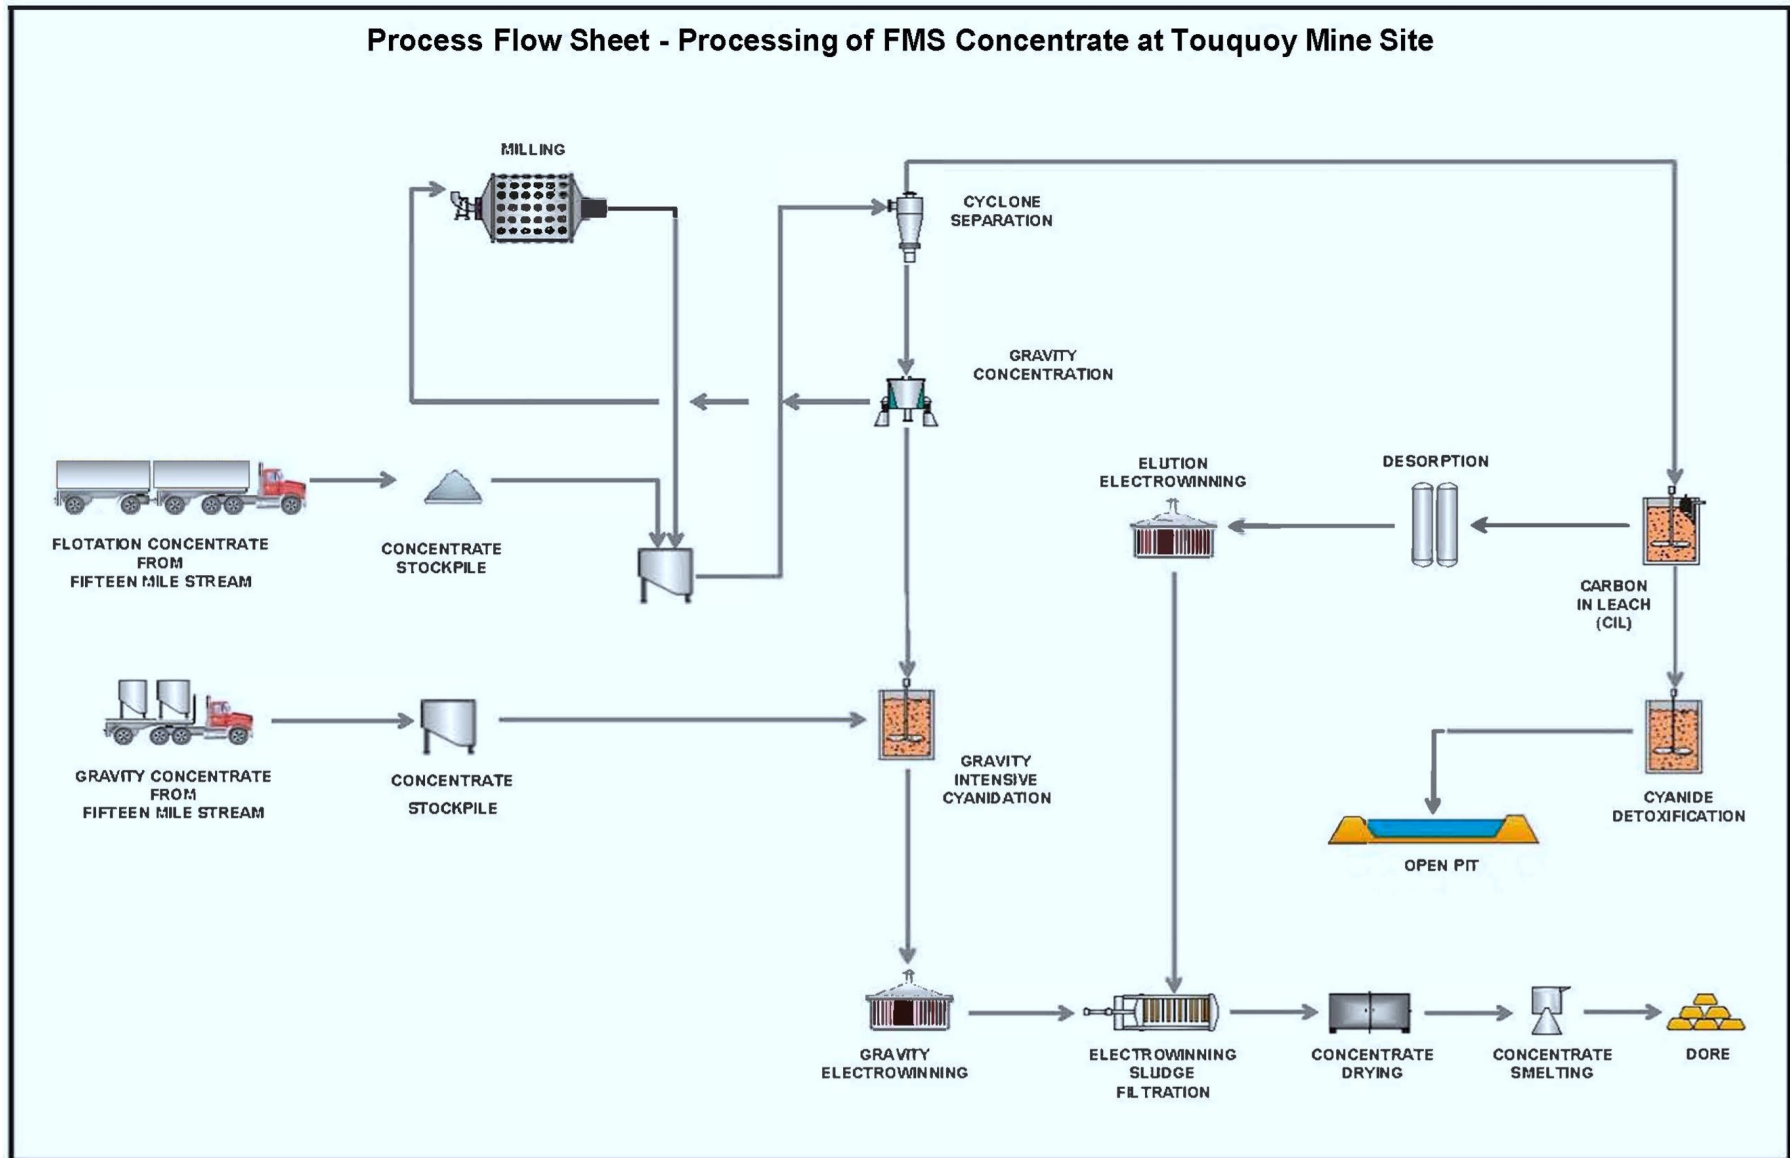 Process Flow Sheet - Processing of FMS Concentrate at Touquoy Mine Site
MILLING
CYCLONE
SEPARATION
GRAVITY
CONCENTRATION
ELUTION
ELECTROWINNING
DESORPTION
FLOTATION CONCENTRATE
FROM
FIFTEEN MILE STREAM
CONCENTRATE
STOCKPILE
CARBON
IN LEACH
(CIL)
GRAVITY CONCENTRATE
FROM
FIFTEEN MILE STREAM
CONCENTRATE
STOCKPILE
GRAVITY
INTENSIVE
CYANIDATION
CYANIDE
DETOXIFICATION
OPEN PIT
GRAVITY
ELECTROWINNING
ELECTROWINNING
SLUDGE
FILTRATION
CONCENTRATE
DRYING
CONCENTRATE
SMELTING
DORE